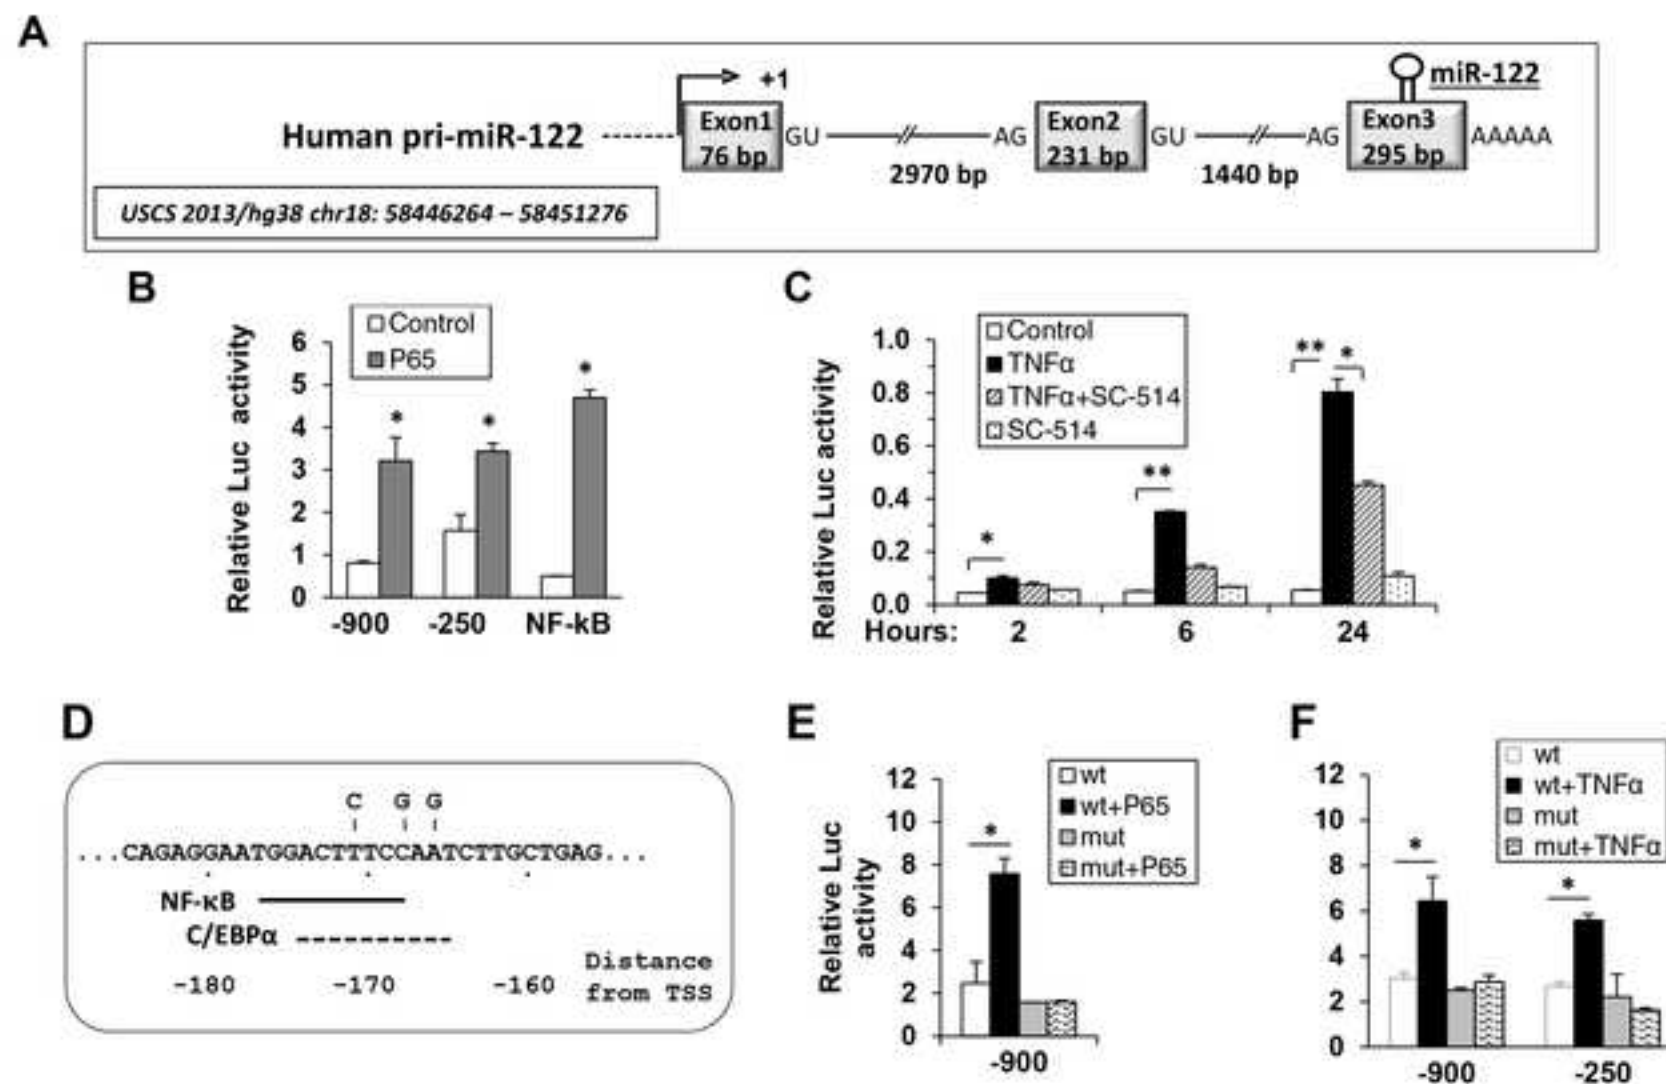 A
+1
miR-122
Human pri-miR-122
Exon1
76 bp
GU
AG
Exon2
231 bp
GU
AG
Exon3
295 bp
AAAAA
2970 bp
1440 bp
USCS 2013/hg38 chr18: 58446264 – 58451276
B
Relative Luc activity
Control
P65
6
5
4
3
2
1
0
*
*
*
-900
-250
NF-kB
C
Relative Luc activity
Control
TNFα
TNFα+SC-514
SC-514
1.0
0.8
0.6
0.4
0.2
0.0
*
**
**
*
Hours:
2
6
24
D
C G G
...CAGAGGAATGGACTTTCCAATCTTGCTGAG...
NF-κB
C/EBPα
-180
-170
-160
Distance
from TSS
E
Relative Luc
activity
12
10
8
6
4
2
0
*
wt
wt+P65
mut
mut+P65
-900
F
12
10
8
6
4
2
0
*
*
wt
wt+TNFα
mut
mut+TNFα
-900
-250